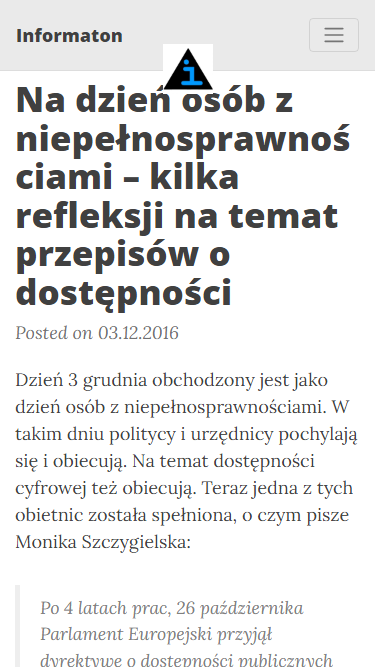 Informaton
Na dzień osób z
niepełnosprawnoś
ciami – kilka
refleksji na temat
przepisów o
dostępności
Posted on 03.12.2016
Dzień 3 grudnia obchodzony jest jako
dzień osób z niepełnosprawnościami. W
takim dniu politycy i urzędnicy pochylają
się i obiecują. Na temat dostępności
cyfrowej też obiecują. Teraz jedna z tych
obietnic została spełniona, o czym pisze
Monika Szczygielska:
Po 4 latach prac, 26 października
Parlament Europejski przyjął
dyrektywę o dostępności publicznych